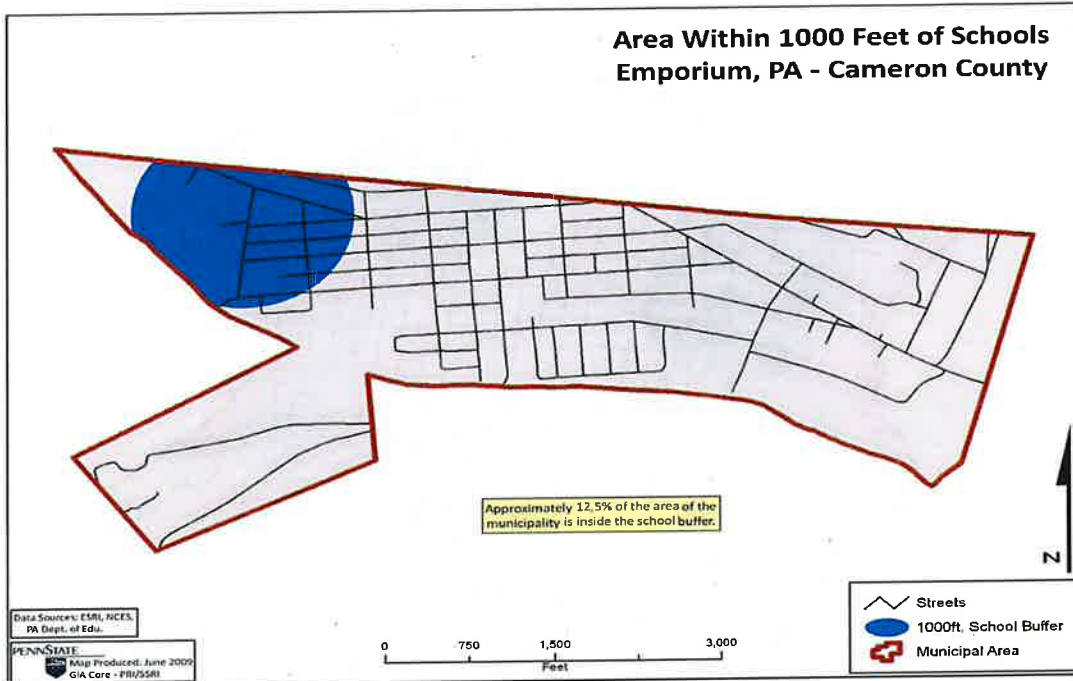 Area Within 1000 Feet of Schools
Emporium, PA - Cameron County
Approximately 12.5% of the area of the
municipality is inside the school buffer.
N
Data Sources: ESRI, NCES,
PA Dept. of Edu.
PENNSTATE
Map Produced: June 2009
GIA Core - PRI/SSRI
0 750 1,500 3,000
Feet
Streets
1000ft. School Buffer
Municipal Area